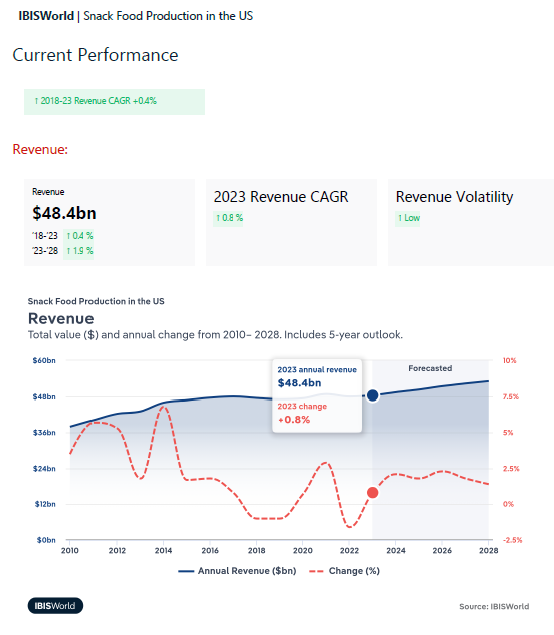 IBISWorld | Snack Food Production in the US
Current Performance
↑ 2018-23 Revenue CAGR +0.4%
Revenue:
Revenue
$48.4bn
'18-'23 ↑ 0.4 %
'23-'28 ↑ 1.9 %
2023 Revenue CAGR
↑ 0.8 %
Revenue Volatility
↑ Low
Snack Food Production in the US
Revenue
Total value ($) and annual change from 2010– 2028. Includes 5-year outlook.
$60bn
$48bn
$36bn
$24bn
$12bn
$0bn
2023 annual revenue
$48.4bn
2023 change
+0.8%
Forecasted
10%
7.5%
5%
2.5%
0%
-2.5%
2010 2012 2014 2016 2018 2020 2022 2024 2026 2028
Annual Revenue ($bn) Change (%)
IBISWorld
Source: IBISWorld